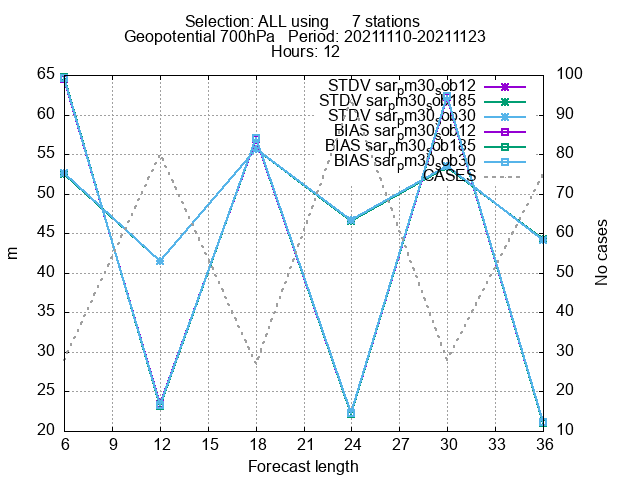 Selection: ALL using 7 stations
Geopotential 700hPa Period: 20211110-20211123
Hours: 12
65 100
60 90
55 80
50 70
45 60
40 50
35 40
30 30
25 20
20 10
STDV sar_pm30_sob12
STDV sar_pm30_sob185
STDV sar_pm30_sob30
BIAS sar_pm30_sob12
BIAS sar_pm30_sob185
BIAS sar_pm30_sob30
CASES
m
No cases
6 9 12 15 18 21 24 27 30 33 36
Forecast length